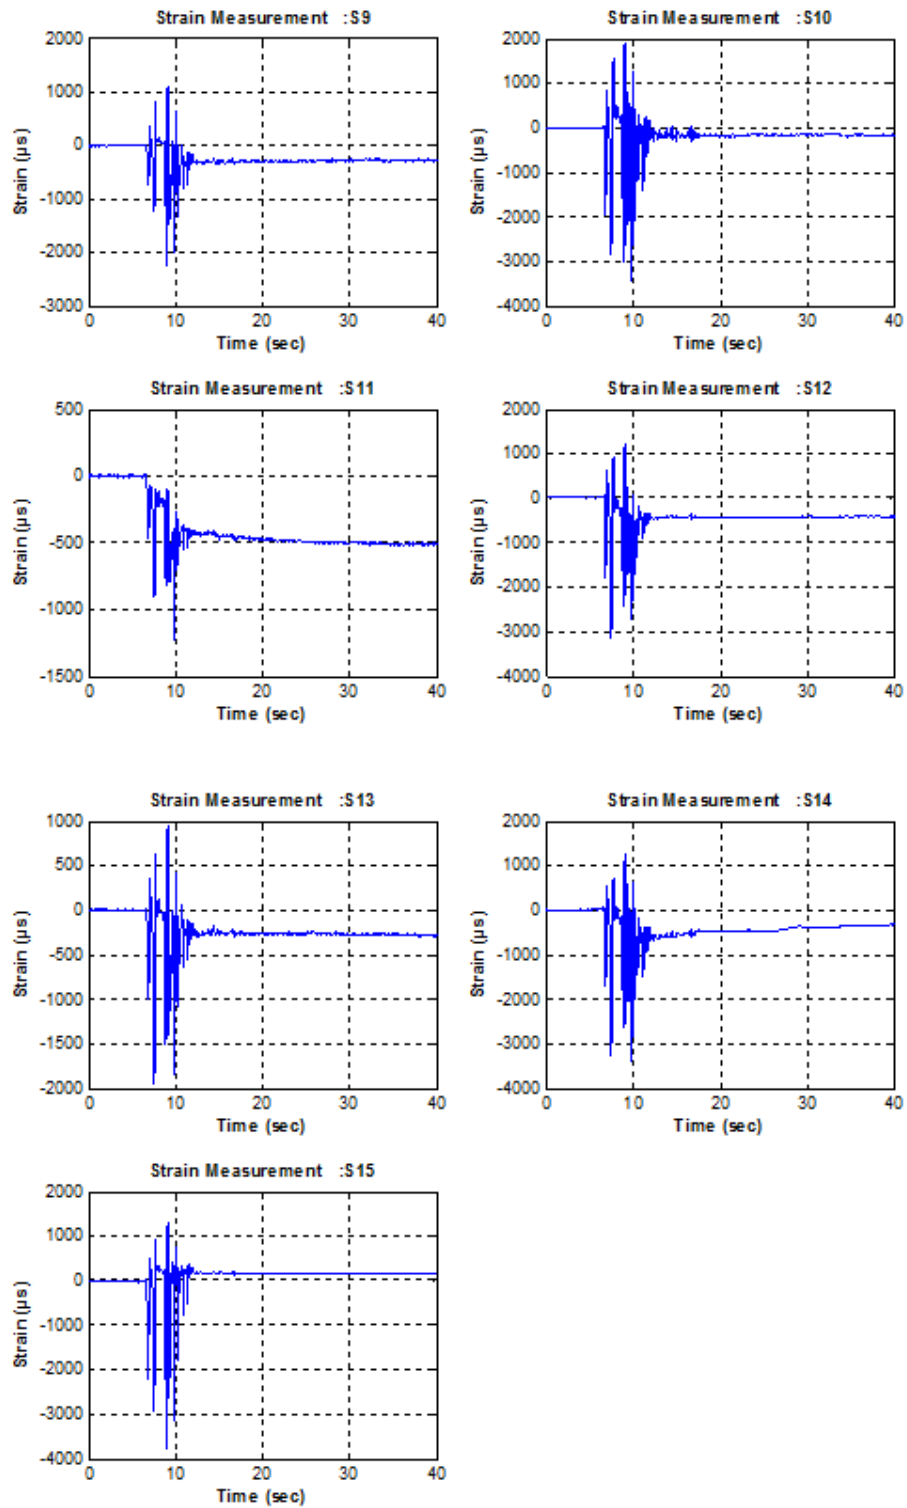 Strain Measurement :S9
2000
1000
0
-1000
-2000
-3000
Strain (µs)
0 10 20 30 40
Time (sec)
Strain Measurement :S10
2000
1000
0
-1000
-2000
-3000
-4000
Strain (µs)
0 10 20 30 40
Time (sec)
Strain Measurement :S11
500
0
-500
-1000
-1500
Strain (µs)
0 10 20 30 40
Time (sec)
Strain Measurement :S12
2000
1000
0
-1000
-2000
-3000
-4000
Strain (µs)
0 10 20 30 40
Time (sec)
Strain Measurement :S13
1000
500
0
-500
-1000
-1500
-2000
Strain (µs)
0 10 20 30 40
Time (sec)
Strain Measurement :S14
2000
1000
0
-1000
-2000
-3000
-4000
Strain (µs)
0 10 20 30 40
Time (sec)
Strain Measurement :S15
2000
1000
0
-1000
-2000
-3000
-4000
Strain (µs)
0 10 20 30 40
Time (sec)